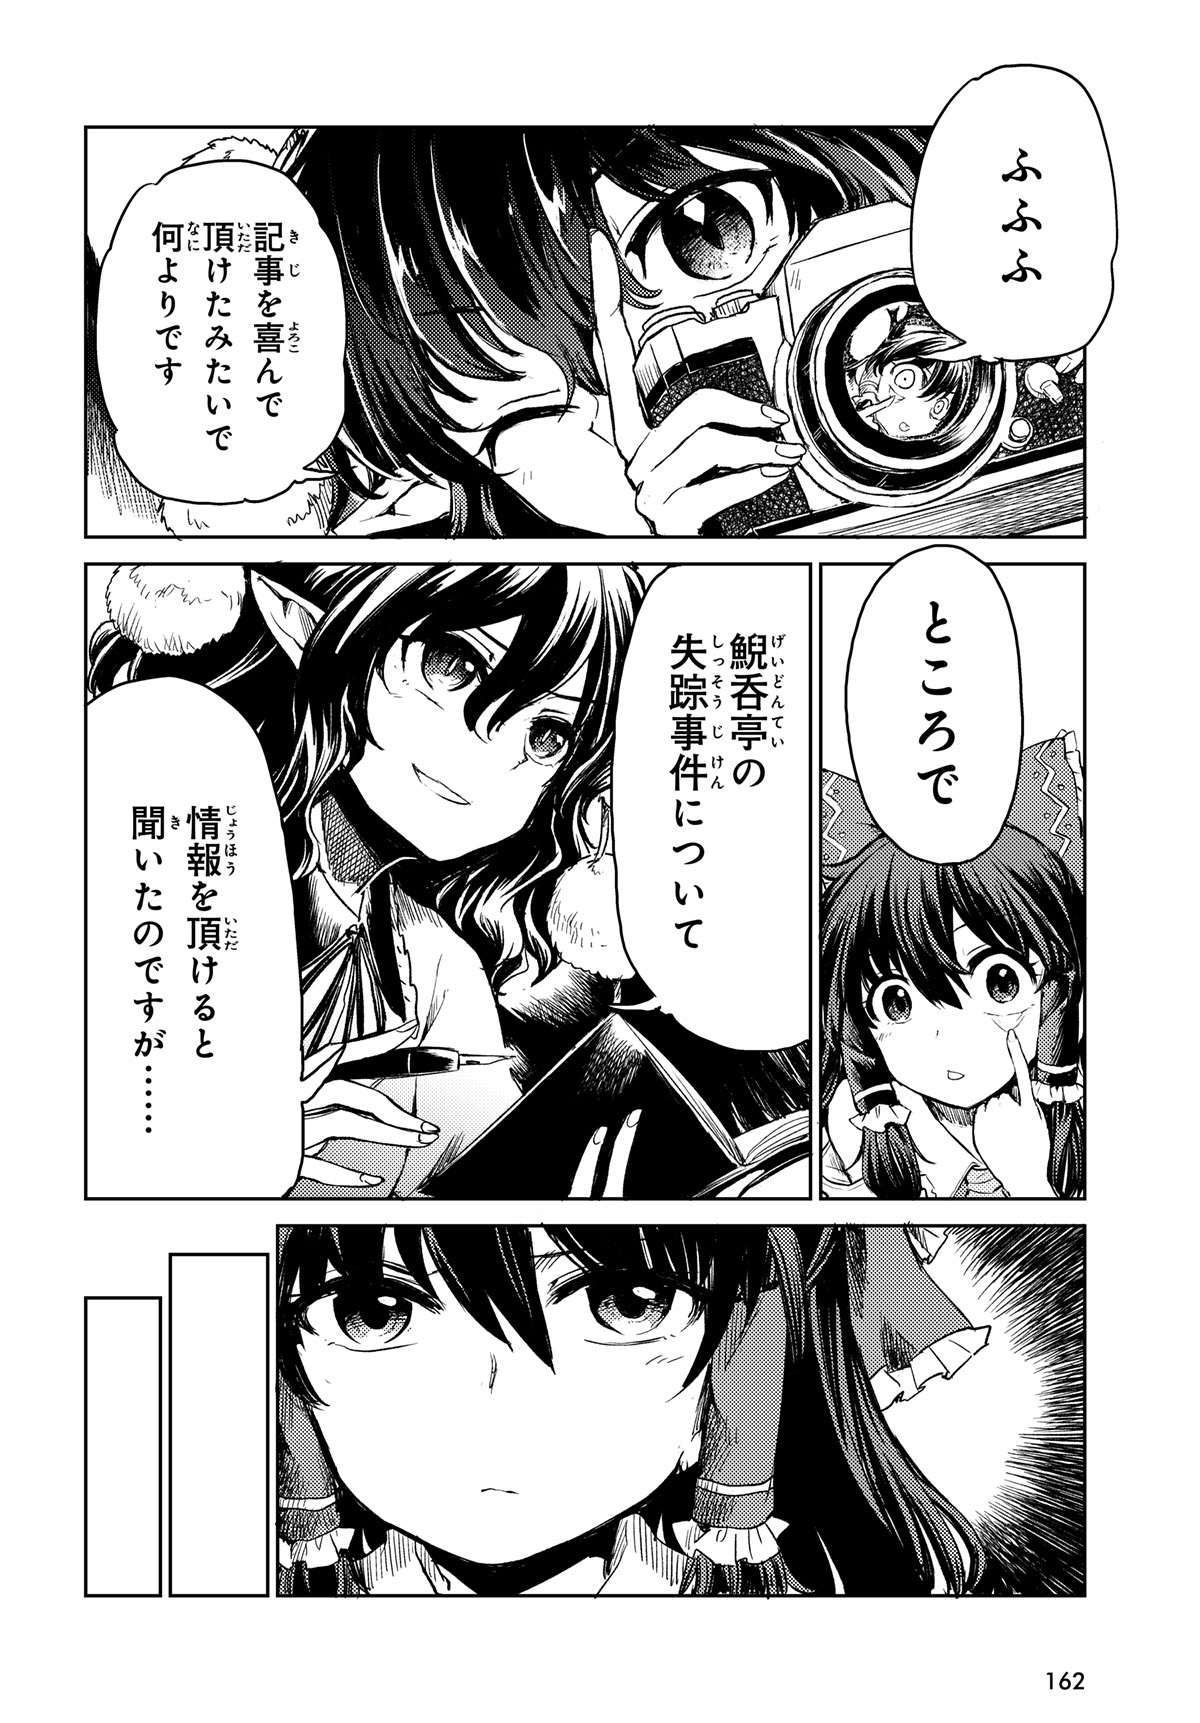 ふふふ
記事を喜んで
頂けたみたいで
何よりです
ところで
鯢呑亭の
失踪事件について
情報を頂けると
聞いたのですが……
162